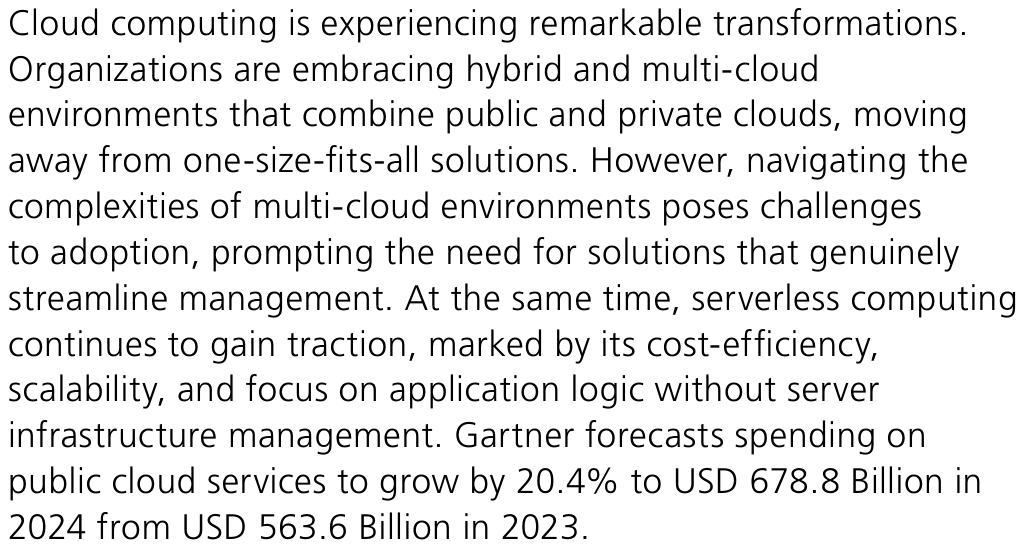 Cloud computing is experiencing remarkable transformations.
Organizations are embracing hybrid and multi-cloud
environments that combine public and private clouds, moving
away from one-size-fits-all solutions. However, navigating the
complexities of multi-cloud environments poses challenges
to adoption, prompting the need for solutions that genuinely
streamline management. At the same time, serverless computing
continues to gain traction, marked by its cost-efficiency,
scalability, and focus on application logic without server
infrastructure management. Gartner forecasts spending on
public cloud services to grow by 20.4% to USD 678.8 Billion in
2024 from USD 563.6 Billion in 2023.